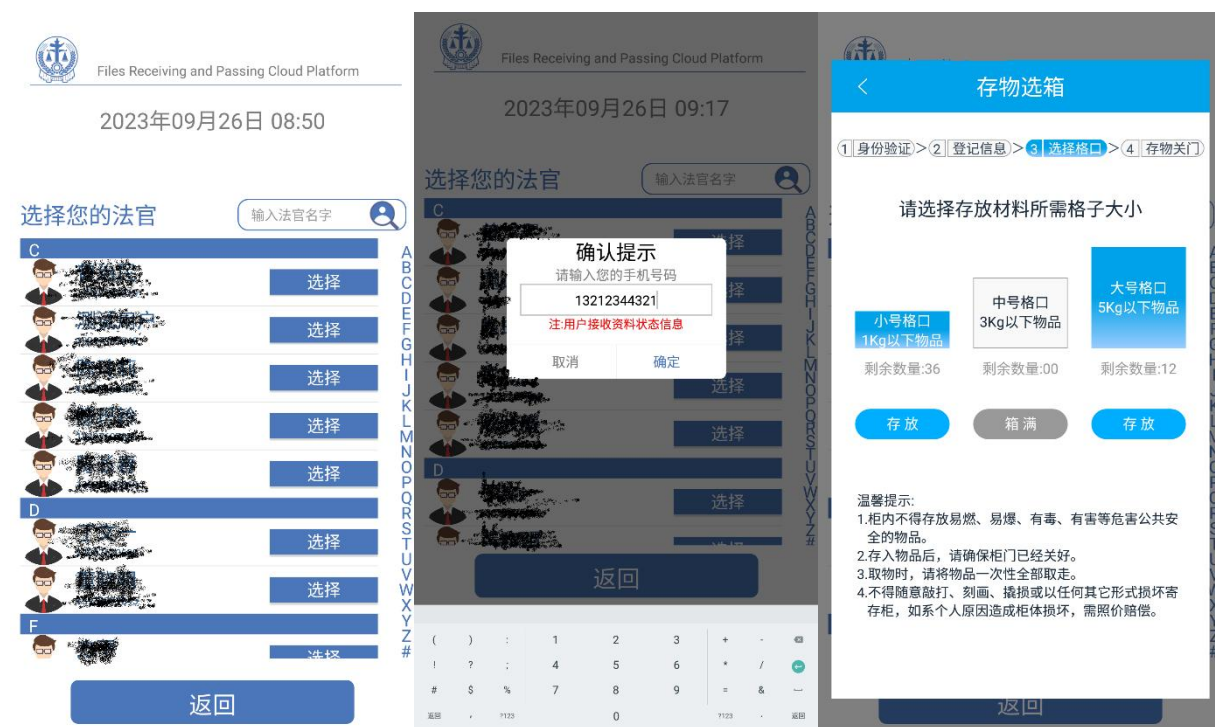 Files Receiving and Passing Cloud Platform
2023年09月26日 08:50
选择您的法官
输入法官名字
C
选择
选择
选择
选择
选择
D
选择
选择
F
选择
A
B
C
D
E
F
G
H
I
J
K
L
M
N
O
P
Q
R
S
T
U
V
W
X
Y
Z
#
返回
Files Receiving and Passing Cloud Platform
2023年09月26日 09:17
选择您的法官
输入法官名字
C
选择
择
择
选择
选择
D
选择
确认提示
请输入您的手机号码
13212344321
注:用户接收资料状态信息
取消 确定
A
B
C
D
E
F
G
H
I
J
K
L
M
N
O
P
Q
R
S
T
U
V
W
X
Y
Z
#
返回
( ) : 1 2 3 + -
! ? ; 4 5 6 * /
# $ % 7 8 9 = &
返回 , ?123 0 ?123 . 返回
存物选箱
1 身份验证>2 登记信息>3 选择格口>4 存物关门
请选择存放材料所需格子大小
小号格口
1Kg以下物品
剩余数量:36
存放
中号格口
3Kg以下物品
剩余数量:00
箱满
大号格口
5Kg以下物品
剩余数量:12
存放
温馨提示:
1.柜内不得存放易燃、易爆、有毒、有害等危害公共安
全的物品。
2.存入物品后，请确保柜门已经关好。
3.取物时，请将物品一次性全部取走。
4.不得随意敲打、刻画、撬损或以任何其它形式损坏寄
存柜，如系个人原因造成柜体损坏，需照价赔偿。
返回